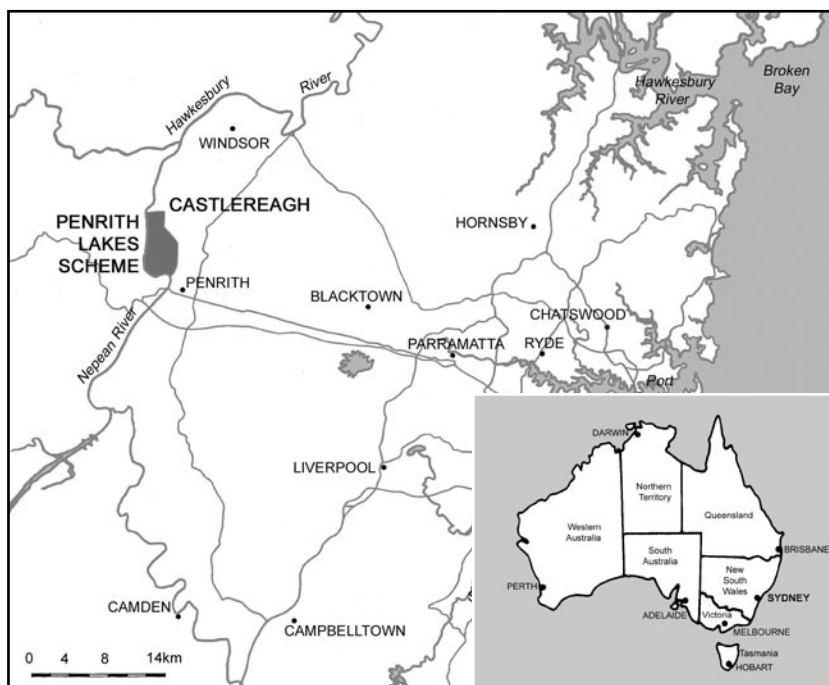 Hawkesbury
River
WINDSOR
Hawkesbury
River
Broken
Bay
CASTLEREAGH
PENRITH
LAKES
SCHEME
HORNSBY
PENRITH
BLACKTOWN
CHATSWOOD
Nepean River
PARRAMATTA
RYDE
Port
LIVERPOOL
CAMDEN
CAMPBELLTOWN
0 4 8 14km
DARWIN
Northern
Territory
Queensland
Western
Australia
South
Australia
BRISBANE
New
South
Wales
PERTH
SYDNEY
ADELAIDE
Victoria
MELBOURNE
Tasmania
HOBART